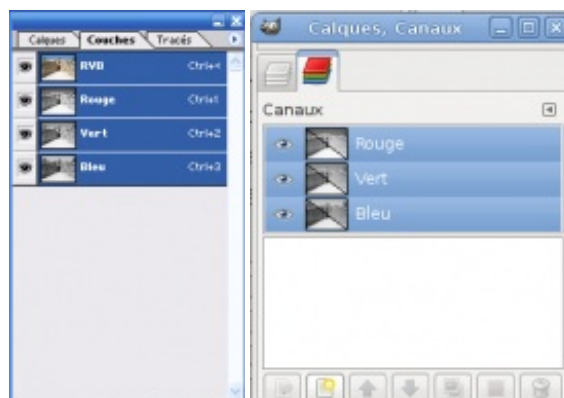 Calques Couches Tracés
RVB Ctrl+<
Rouge Ctrl+1
Vert Ctrl+2
Bleu Ctrl+3
Calques, Canaux
Canaux
Rouge
Vert
Bleu